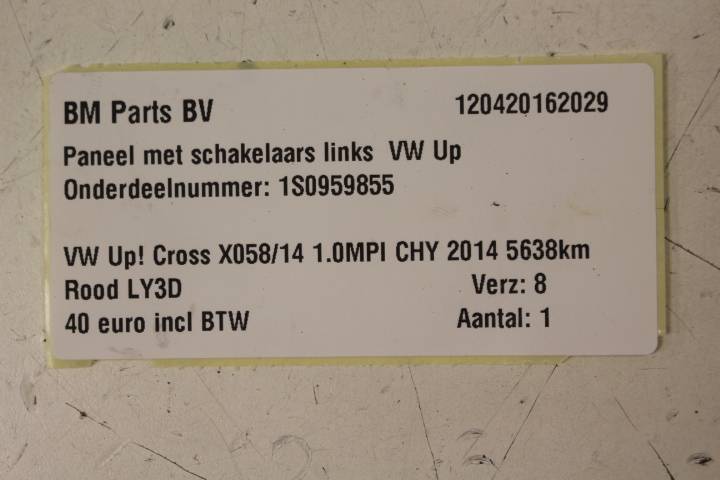 BM Parts BV 120420162029
Paneel met schakelaars links VW Up
Onderdeelnummer: 1S0959855
VW Up! Cross X058/14 1.0MPI CHY 2014 5638km
Rood LY3D Verz: 8
40 euro incl BTW Aantal: 1